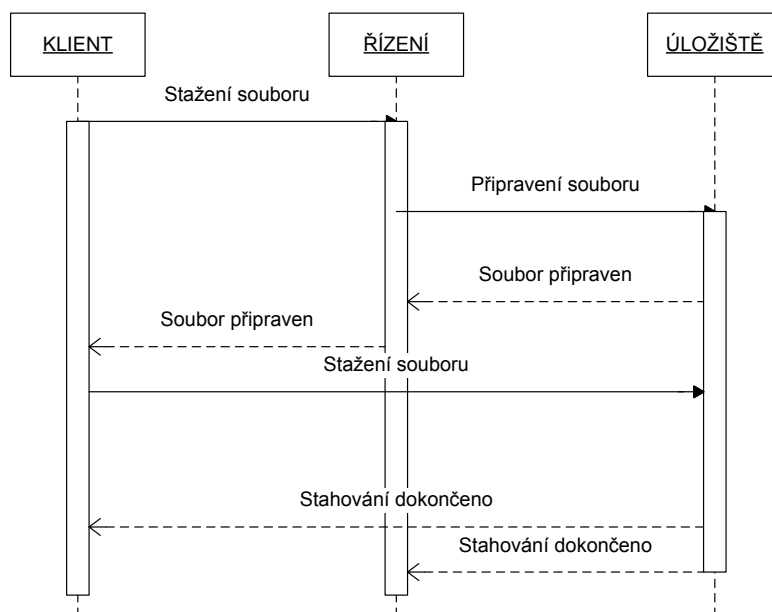 KLIENT
ŘÍZENÍ
ÚLOŽIŠTĚ
Stažení souboru
Připravení souboru
Soubor připraven
Soubor připraven
Stažení souboru
Stahování dokončeno
Stahování dokončeno